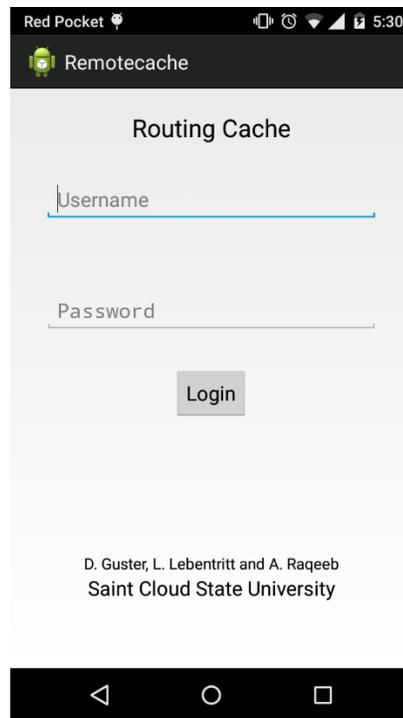 Red Pocket 5:30
Remotecache
Routing Cache
Username
Password
Login
D. Guster, L. Lebentritt and A. Raqeeb
Saint Cloud State University